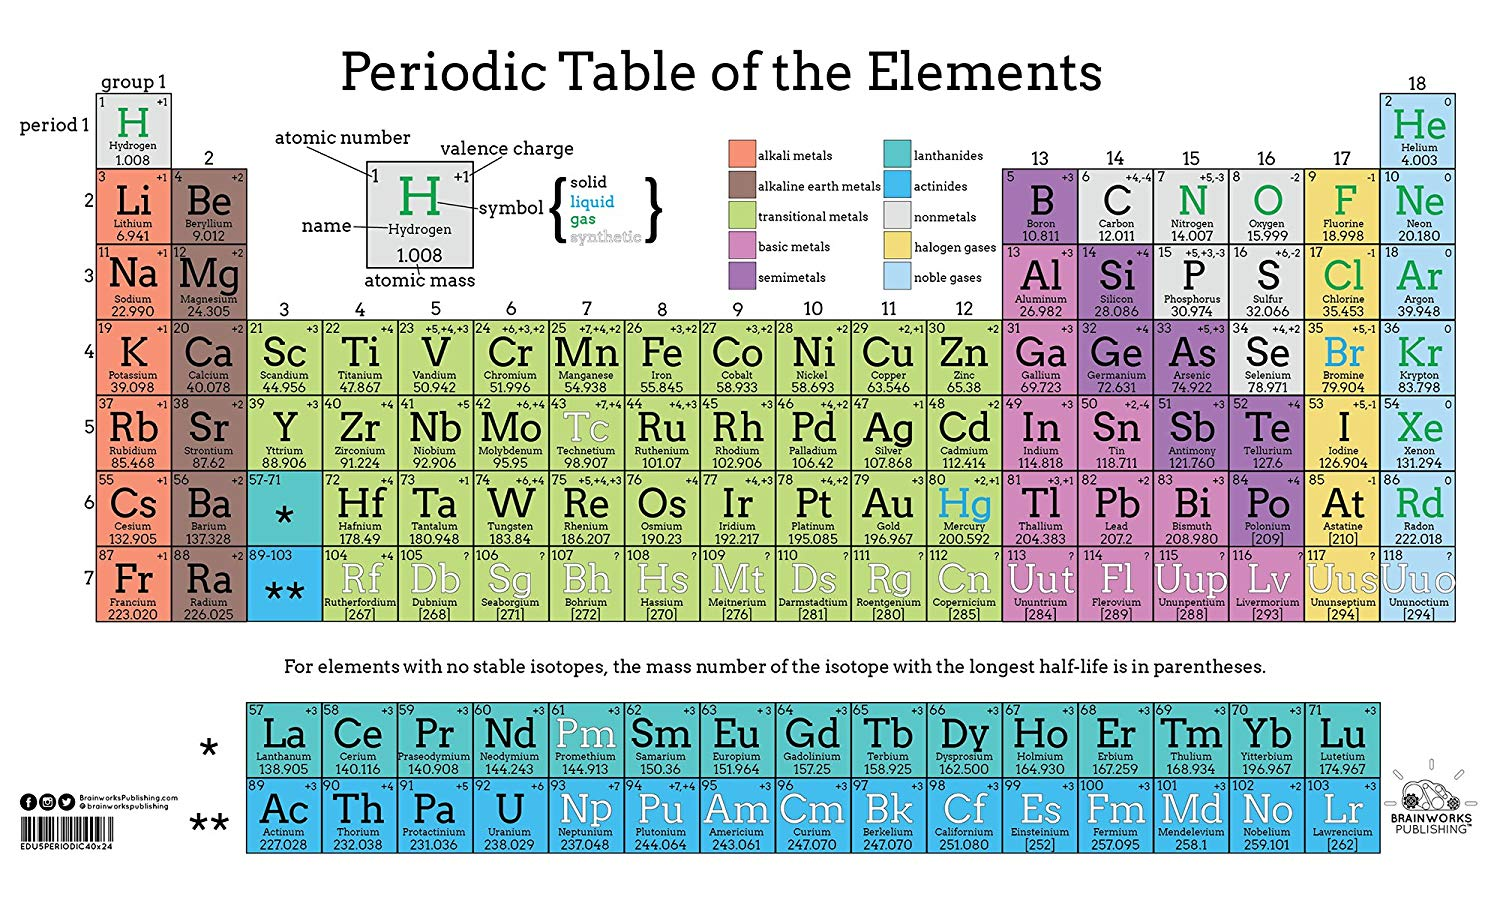 Periodic Table of the Elements
group 1
18
period 1
1 +1
H
Hydrogen
1.008
2 0
He
Helium
4.003
atomic number
valence charge
1 +1
H
symbol
name
Hydrogen
1.008
atomic mass
solid
liquid
gas
synthetic
alkali metals
alkaline earth metals
transitional metals
basic metals
semimetals
lanthanides
actinides
nonmetals
halogen gases
noble gases
2 13 14 15 16 17
2
3 +1 4 +2 5 +3 6 +4,-4 7 +5,-3 8 -2 9 -1 10 0
Li Be B C N O F Ne
Lithium Beryllium Boron Carbon Nitrogen Oxygen Fluorine Neon
6.941 9.012 10.811 12.011 14.007 15.999 18.998 20.180
3
11 +1 12 +2 13 +3 14 +4 15 +5,+3,-3 16 +6,-2 17 -1 18 0
Na Mg Al Si P S Cl Ar
Sodium Magnesium Aluminum Silicon Phosphorus Sulfur Chlorine Argon
22.990 24.305 26.982 28.086 30.974 32.066 35.453 39.948
3 4 5 6 7 8 9 10 11 12
4
19 +1 20 +2 21 +3 22 +4 23 +5,+4,+3 24 +6,+3,+2 25 +7,+4,+2 26 +3,+2 27 +3,+2 28 +2 29 +2,+1 30 +2 31 +3 32 +4 33 +5,+3 34 +4,+2 35 +5,-1 36 0
K Ca Sc Ti V Cr Mn Fe Co Ni Cu Zn Ga Ge As Se Br Kr
Potassium Calcium Scandium Titanium Vandium Chromium Manganese Iron Cobalt Nickel Copper Zinc Gallium Germanium Arsenic Selenium Bromine Krypton
39.098 40.078 44.956 47.867 50.942 51.996 54.938 55.845 58.933 58.693 63.546 65.38 69.723 72.631 74.922 78.971 79.904 83.798
5
37 +1 38 +2 39 +3 40 +4 41 +5 42 +6,+4 43 +7,+4 44 +4,+3 45 +3 46 +4,+2 47 +1 48 +2 49 +3 50 +2,-4 51 +3 52 +4 53 +5,-1 54 0
Rb Sr Y Zr Nb Mo Tc Ru Rh Pd Ag Cd In Sn Sb Te I Xe
Rubidium Strontium Yttrium Zirconium Niobium Molybdenum Technetium Ruthenium Rhodium Palladium Silver Cadmium Indium Tin Antimony Tellurium Iodine Xenon
85.468 87.62 88.906 91.224 92.906 95.95 98.907 101.07 102.906 106.42 107.868 112.414 114.818 118.711 121.760 127.6 126.904 131.294
6
55 +1 56 +2 57-71 72 +4 73 +5 74 +6,+4 75 +5,+4,+3 76 +4 77 +4,+3 78 +4,+2 79 +3 80 +2,+1 81 +3,+1 82 +2 83 +3 84 +4 85 -1 86 0
Cs Ba * Hf Ta W Re Os Ir Pt Au Hg Tl Pb Bi Po At Rd
Cesium Barium Hafnium Tantalum Tungsten Rhenium Osmium Iridium Platinum Gold Mercury Thallium Lead Bismuth Polonium Astatine Radon
132.905 137.328 178.49 180.948 183.84 186.207 190.23 192.217 195.085 196.967 200.592 204.383 207.2 208.980 [209] [210] 222.018
7
87 +1 88 +2 89-103 104 +4 105 ? 106 ? 107 ? 108 ? 109 ? 110 ? 111 ? 112 ? 113 ? 114 ? 115 ? 116 ? 117 ? 118 ?
Fr Ra ** Rf Db Sg Bh Hs Mt Ds Rg Cn Uut Fl Uup Lv Uus Uuo
Francium Radium Rutherfordium Dubnium Seaborgium Bohrium Hassium Meitnerium Darmstadtium Roentgenium Copernicium Ununtrium Flerovium Ununpentium Livermorium Ununseptium Ununoctium
223.020 226.025 [267] [268] [271] [272] [270] [276] [281] [280] [285] [284] [289] [288] [293] [294] [294]
For elements with no stable isotopes, the mass number of the isotope with the longest half-life is in parentheses.
*
57 +3 58 +3 59 +3 60 +3 61 +3 62 +3 63 +3 64 +3 65 +3 66 +3 67 +3 68 +3 69 +3 70 +3 71 +3
La Ce Pr Nd Pm Sm Eu Gd Tb Dy Ho Er Tm Yb Lu
Lanthanum Cerium Praseodymium Neodymium Promethium Samarium Europium Gadolinium Terbium Dysprosium Holmium Erbium Thulium Ytterbium Lutetium
138.905 140.116 140.908 144.243 144.913 150.36 151.964 157.25 158.925 162.500 164.930 167.259 168.934 196.967 174.967
**
89 +3 90 +4 91 +5 92 +6 93 +7 94 +7,+4 95 +3 96 +3 97 +3 98 +3 99 +3 100 +3 101 +3 102 +2 103 +3
Ac Th Pa U Np Pu Am Cm Bk Cf Es Fm Md No Lr
Actinum Thorium Protactinium Uranium Neptunium Plutonium Americium Curium Berkelium Californium Einsteinium Fermium Mendelevium Nobelium Lawrencium
227.028 232.038 231.036 238.029 237.048 244.064 243.061 247.070 247.070 251.080 [252] 257.095 258.1 259.101 [262]
BrainworksPublishing.com
@brainworkspublishing
EDU5PERIODIC40x24
BRAINWORKS
PUBLISHING™